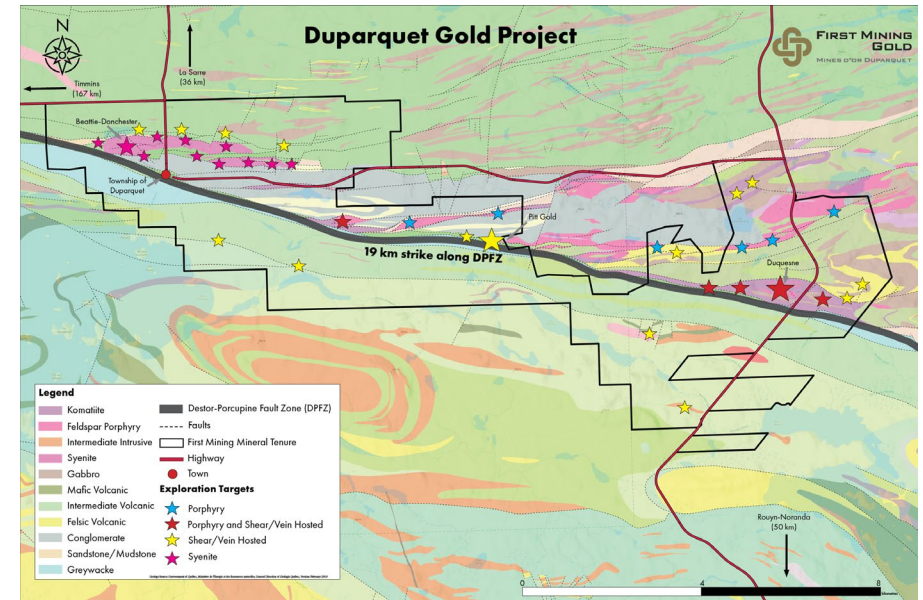 Duparquet Gold Project
FIRST MINING
GOLD
MINES D'OR DUPARQUET
N
Timmins
(167 km)
La Sarre
(36 km)
Beattie-Donchester
Township of
Duparquet
Pitt Gold
19 km strike along DPFZ
Duquesne
Legend
Komatiite
Feldspar Porphyry
Intermediate Intrusive
Syenite
Gabbro
Mafic Volcanic
Intermediate Volcanic
Felsic Volcanic
Conglomerate
Sandstone/Mudstone
Greywacke
Destor-Porcupine Fault Zone (DPFZ)
Faults
First Mining Mineral Tenure
Highway
Town
Exploration Targets
Porphyry
Porphyry and Shear/Vein Hosted
Shear/Vein Hosted
Syenite
Rouyn-Noranda
(50 km)
0 4 8